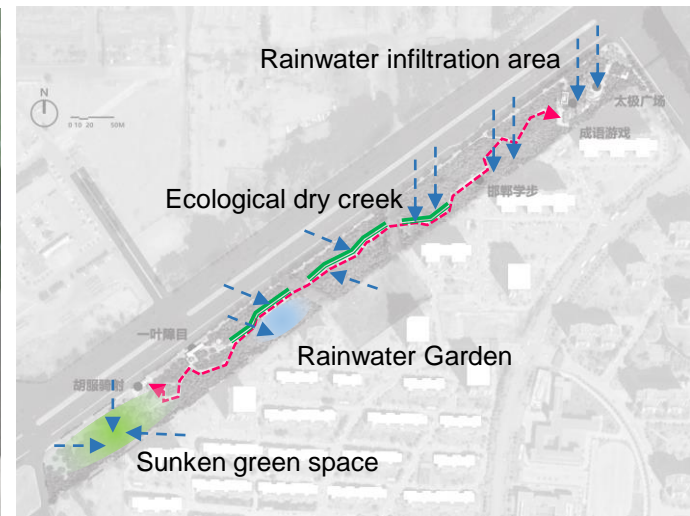 Rainwater infiltration area
N
0 10 20 50M
太极广场
成语游戏
邯郸学步
Ecological dry creek
一叶障目
Rainwater Garden
胡服骑射
Sunken green space